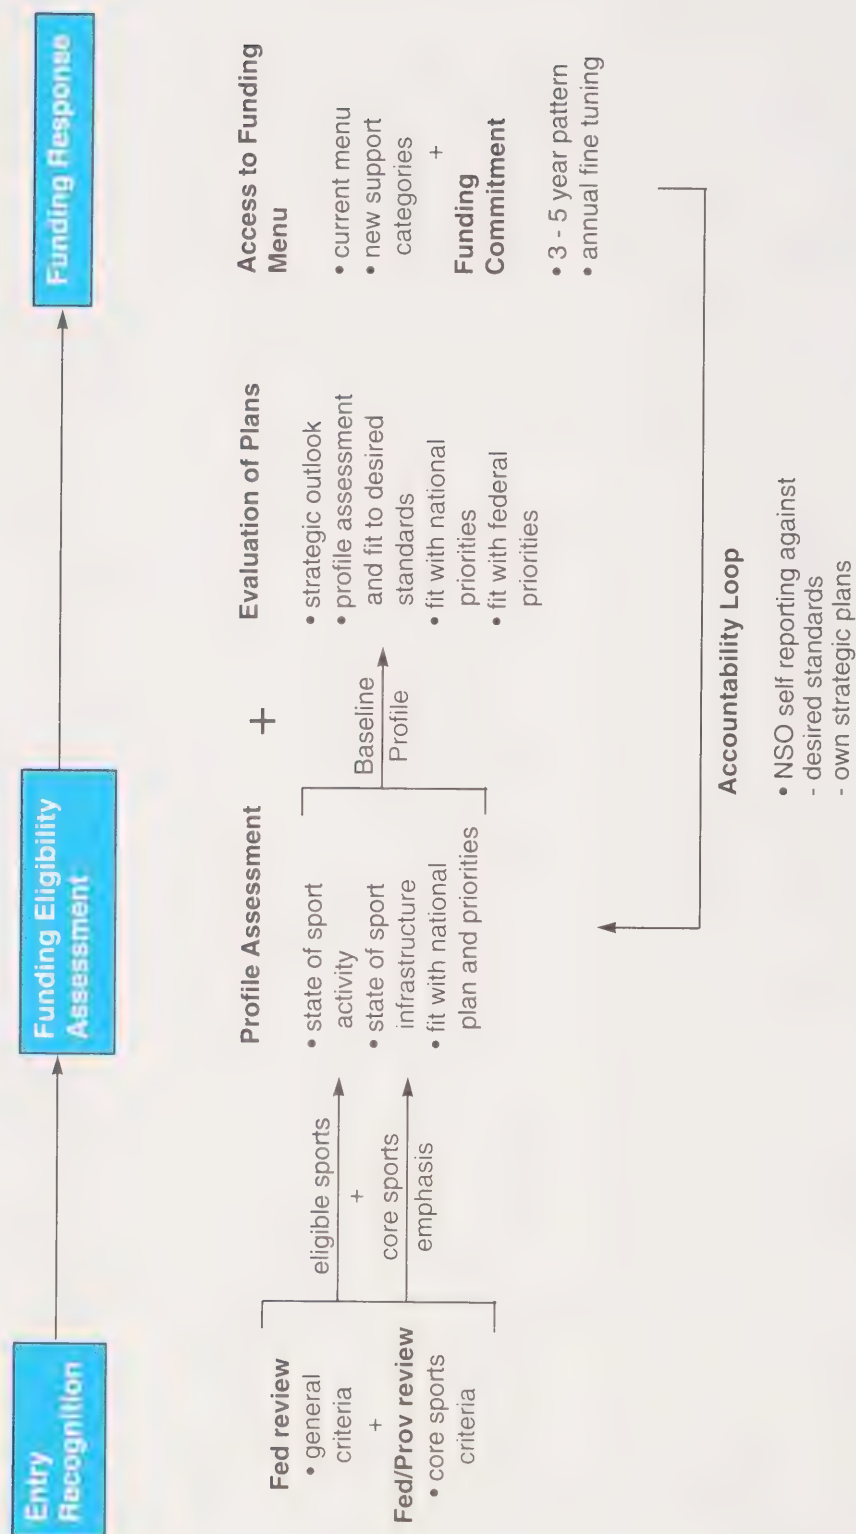 Entry
Recognition
Funding Eligibility
Assessment
Funding Response
Fed review
• general
criteria
+
Fed/Prov review
• core sports
criteria
eligible sports
+
core sports
emphasis
Profile Assessment
• state of sport
activity
• state of sport
infrastructure
• fit with national
plan and priorities
+
Baseline
Profile
Evaluation of Plans
• strategic outlook
• profile assessment
and fit to desired
standards
• fit with national
priorities
• fit with federal
priorities
Access to Funding
Menu
• current menu
• new support
categories
+
Funding
Commitment
• 3 - 5 year pattern
• annual fine tuning
Accountability Loop
• NSO self reporting against
- desired standards
- own strategic plans